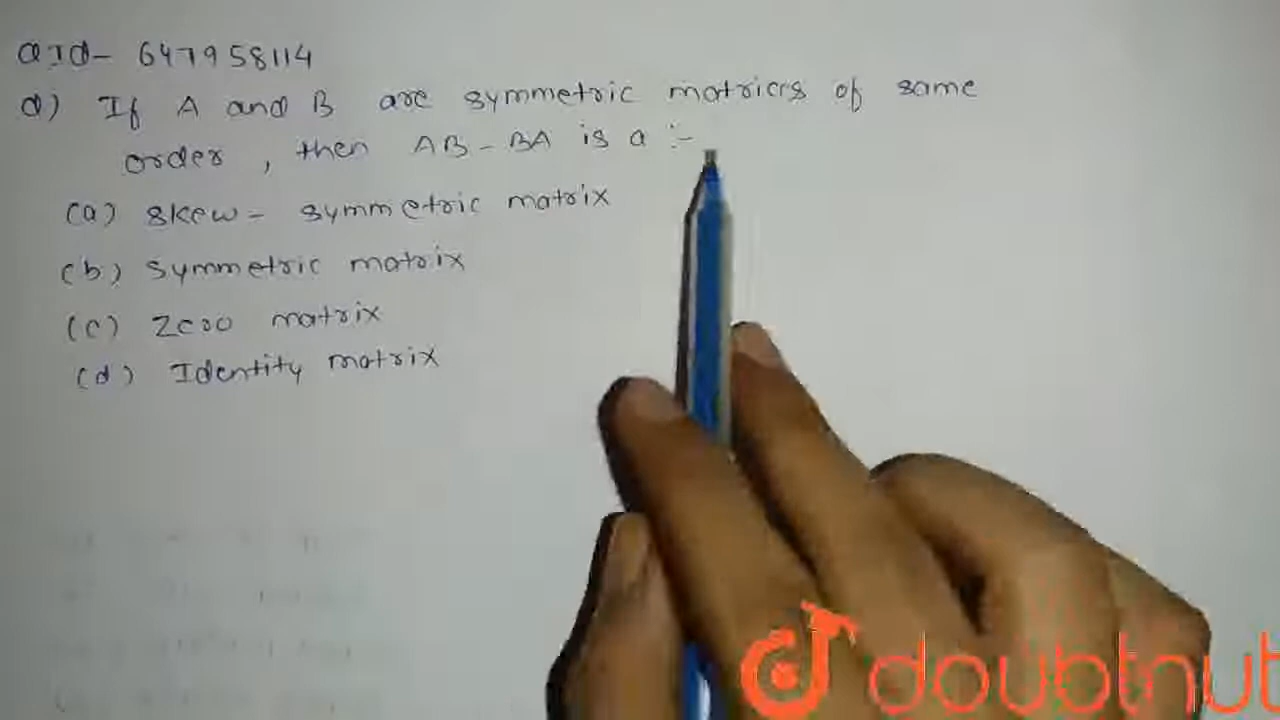 QId- 647958114
Q) If A and B are symmetric matrices of same
order, then AB - BA is a :-
(a) skew - symmetric matrix
(b) symmetric matrix
(c) Zero matrix
(d) Identity matrix
doubtnut